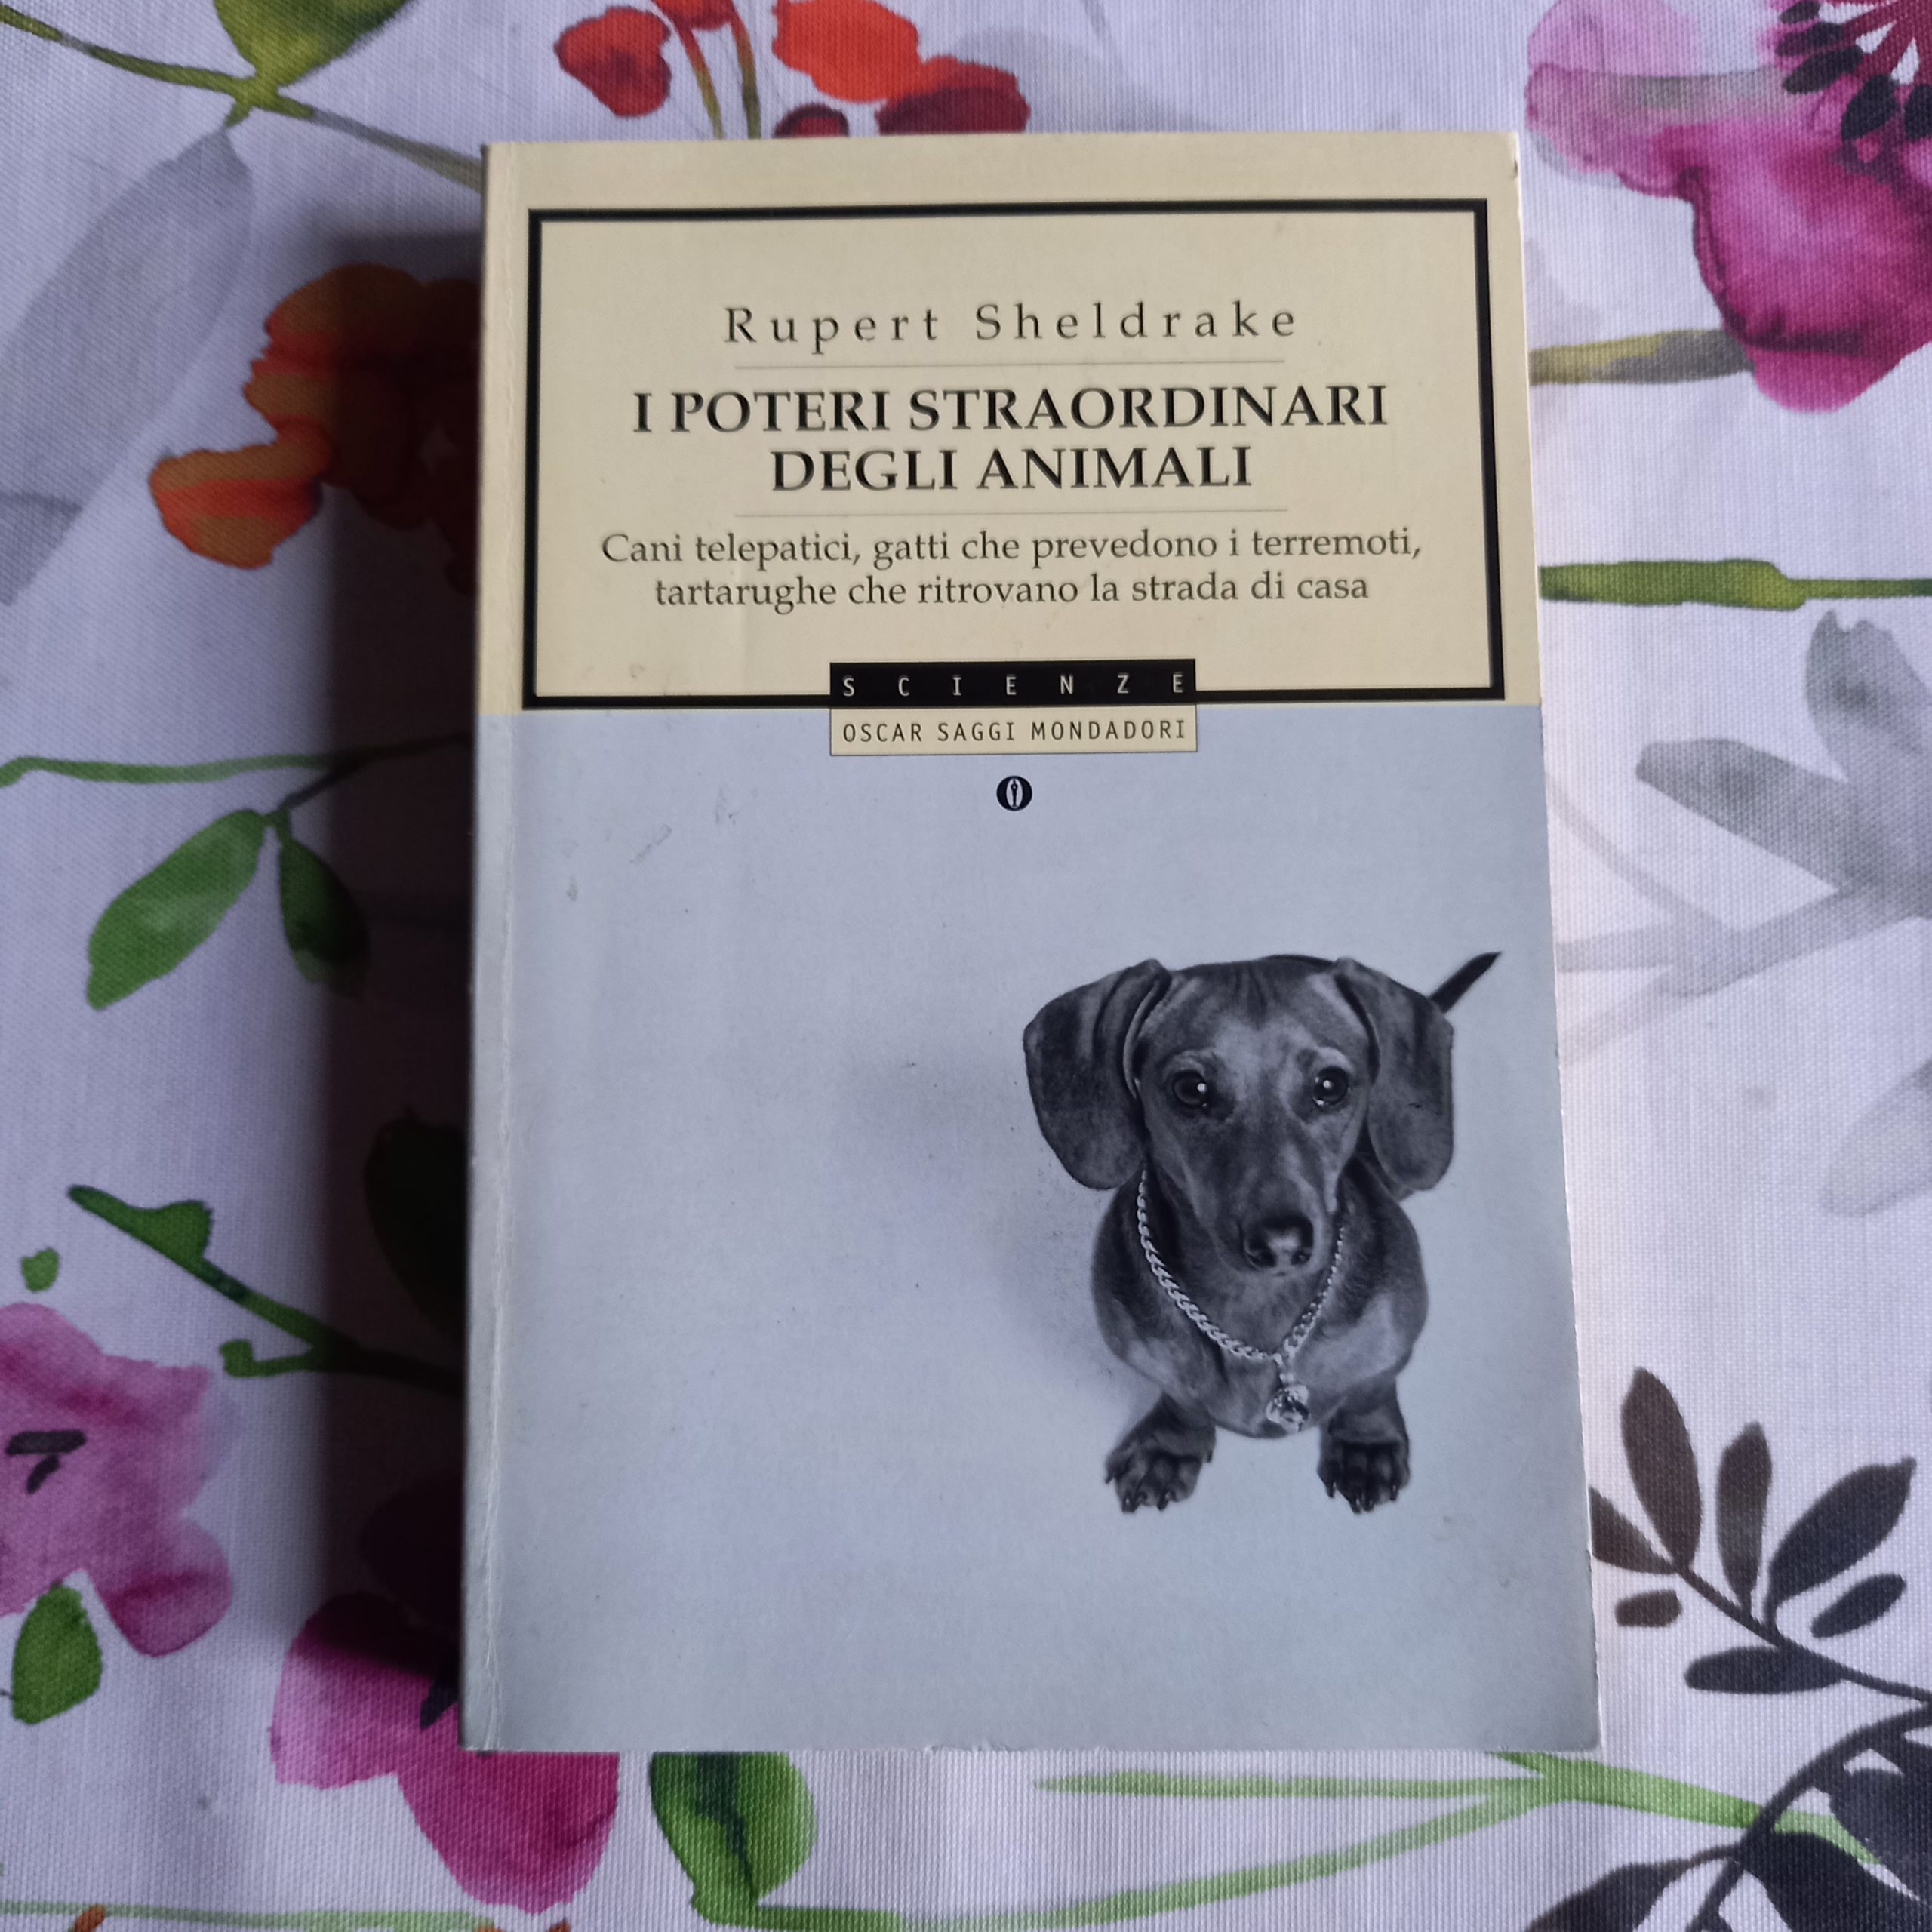 Rupert Sheldrake
I POTERI STRAORDINARI
DEGLI ANIMALI
Cani telepatici, gatti che prevedono i terremoti,
tartarughe che ritrovano la strada di casa
SCIENZE
OSCAR SAGGI MONDADORI